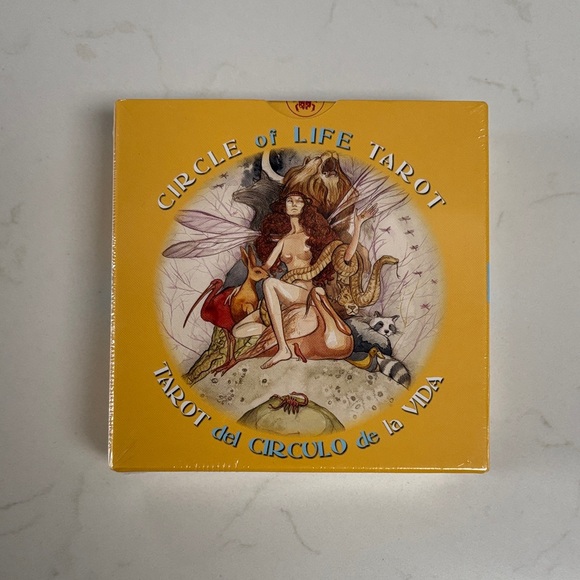 CIRCLE of LIFE TAROT
TAROT del CIRCULO de la VIDA